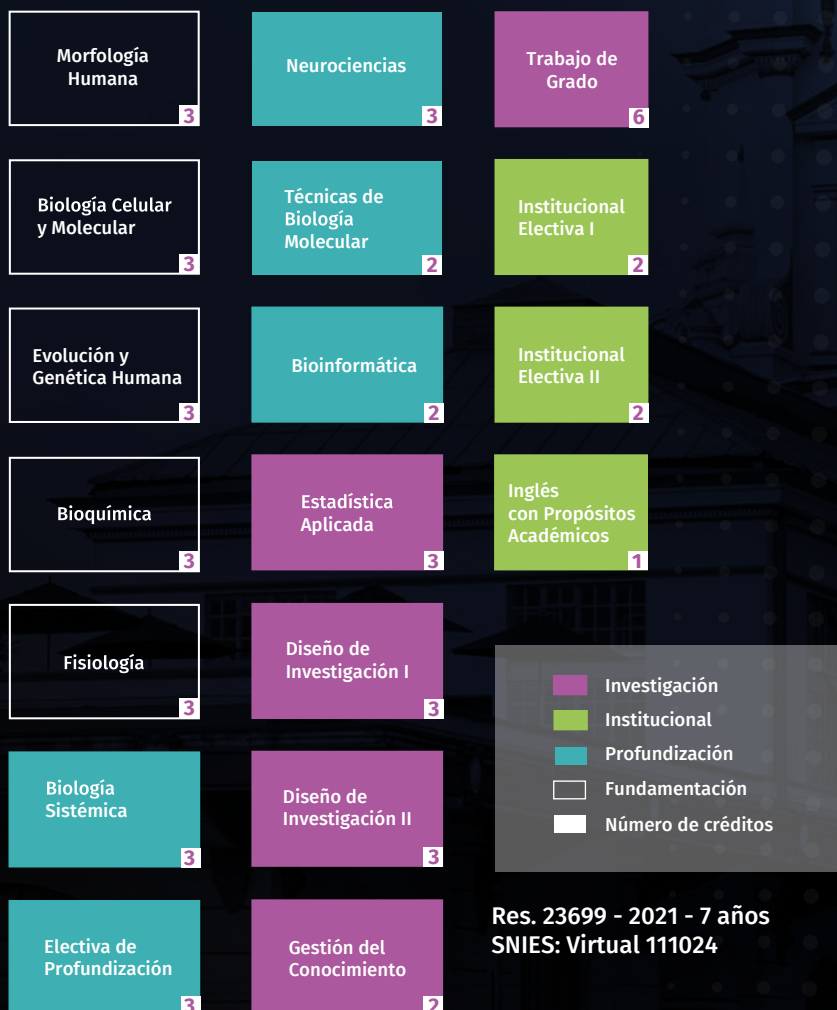 Morfología
Humana
3
Biología Celular
y Molecular
3
Evolución y
Genética Humana
3
Bioquímica
3
Fisiología
3
Biología
Sistémica
3
Electiva de
Profundización
3
Neurociencias
3
Técnicas de
Biología
Molecular
2
Bioinformática
2
Estadística
Aplicada
3
Diseño de
Investigación I
3
Diseño de
Investigación II
3
Gestión del
Conocimiento
2
Trabajo de
Grado
6
Institucional
Electiva I
2
Institucional
Electiva II
2
Inglés
con Propósitos
Académicos
1
Investigación
Institucional
Profundización
Fundamentación
Número de créditos
Res. 23699 - 2021 - 7 años
SNIES: Virtual 111024